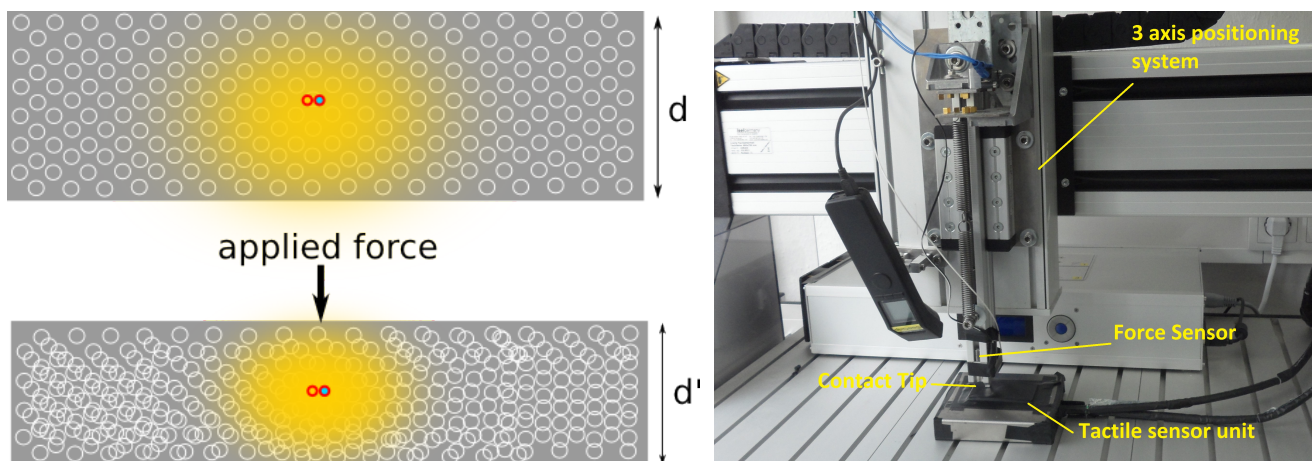 d
applied force
d'
3 axis positioning
system
Force Sensor
Contact Tip
Tactile sensor unit